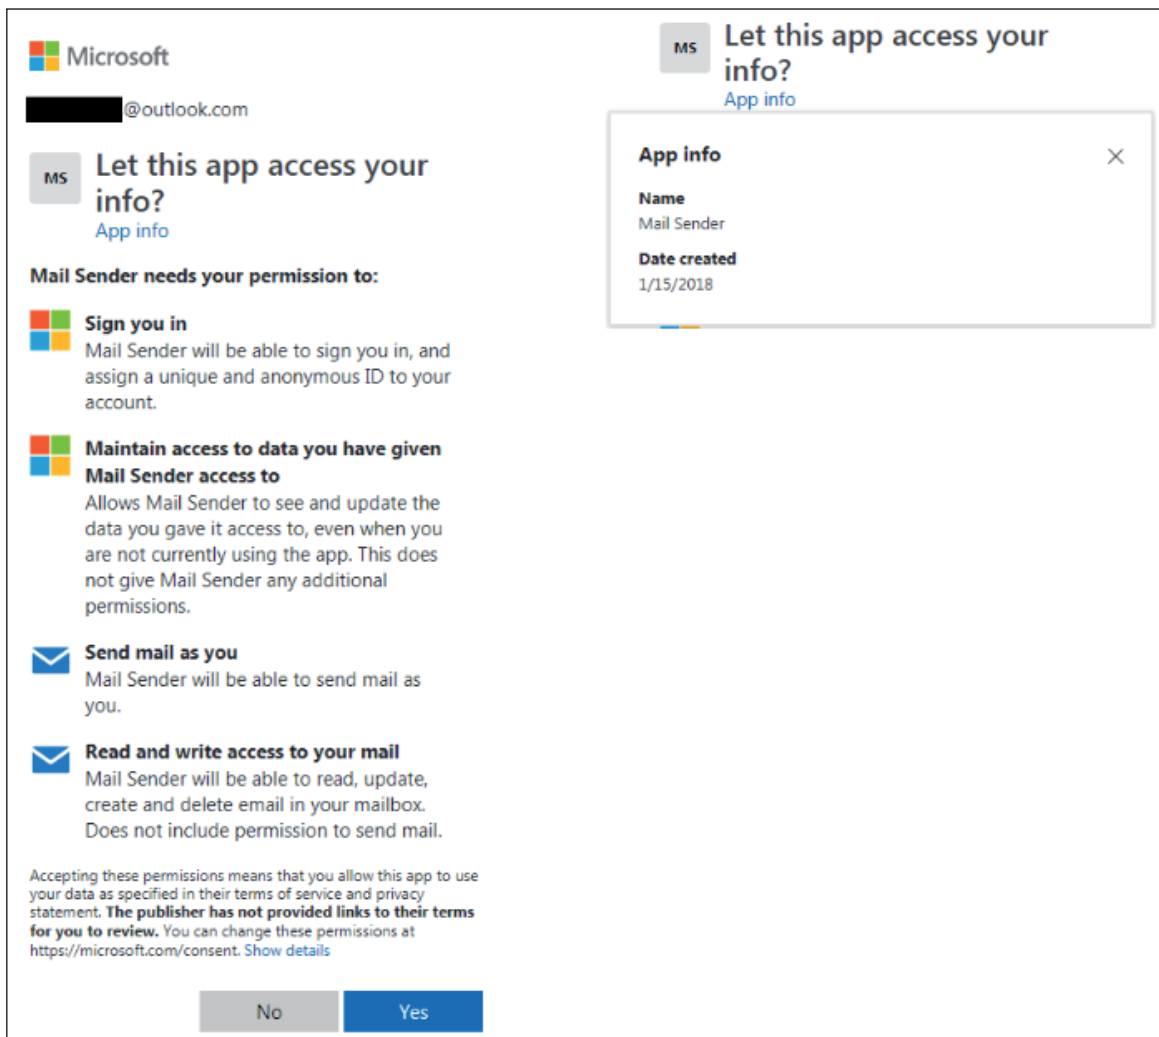 Microsoft
@outlook.com
MS
Let this app access your
info?
App info
Mail Sender needs your permission to:
Sign you in
Mail Sender will be able to sign you in, and
assign a unique and anonymous ID to your
account.
Maintain access to data you have given
Mail Sender access to
Allows Mail Sender to see and update the
data you gave it access to, even when you
are not currently using the app. This does
not give Mail Sender any additional
permissions.
Send mail as you
Mail Sender will be able to send mail as
you.
Read and write access to your mail
Mail Sender will be able to read, update,
create and delete email in your mailbox.
Does not include permission to send mail.
Accepting these permissions means that you allow this app to use
your data as specified in their terms of service and privacy
statement. The publisher has not provided links to their terms
for you to review. You can change these permissions at
https://microsoft.com/consent. Show details
No
Yes
MS
Let this app access your
info?
App info
App info
Name
Mail Sender
Date created
1/15/2018